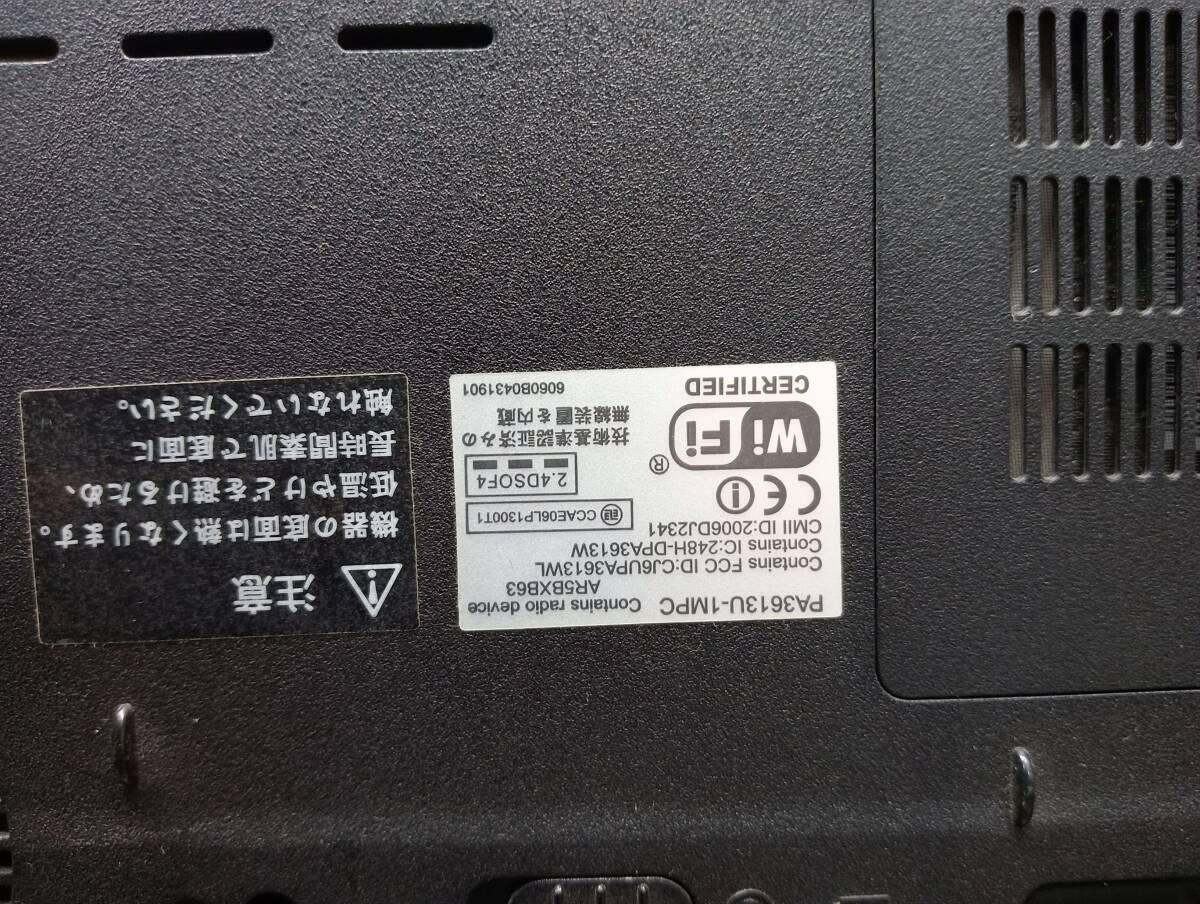 PA3613U-1MPC Contains radio device
AR5BXB63
Contains FCC ID:CJ6UPA3613WL
Contains IC:248H-DPA3613W
CMII ID:2006DJ2341
CCAE06LP1300T1
2.4DSOF4
技術基準認証済みの
無線装置を内蔵
6060B0431901
Wi Fi
®
CERTIFIED
注意
機器の底面は熱くなります。
低温やけどを避けるため、
長時間素肌で底面に
触れないでください。